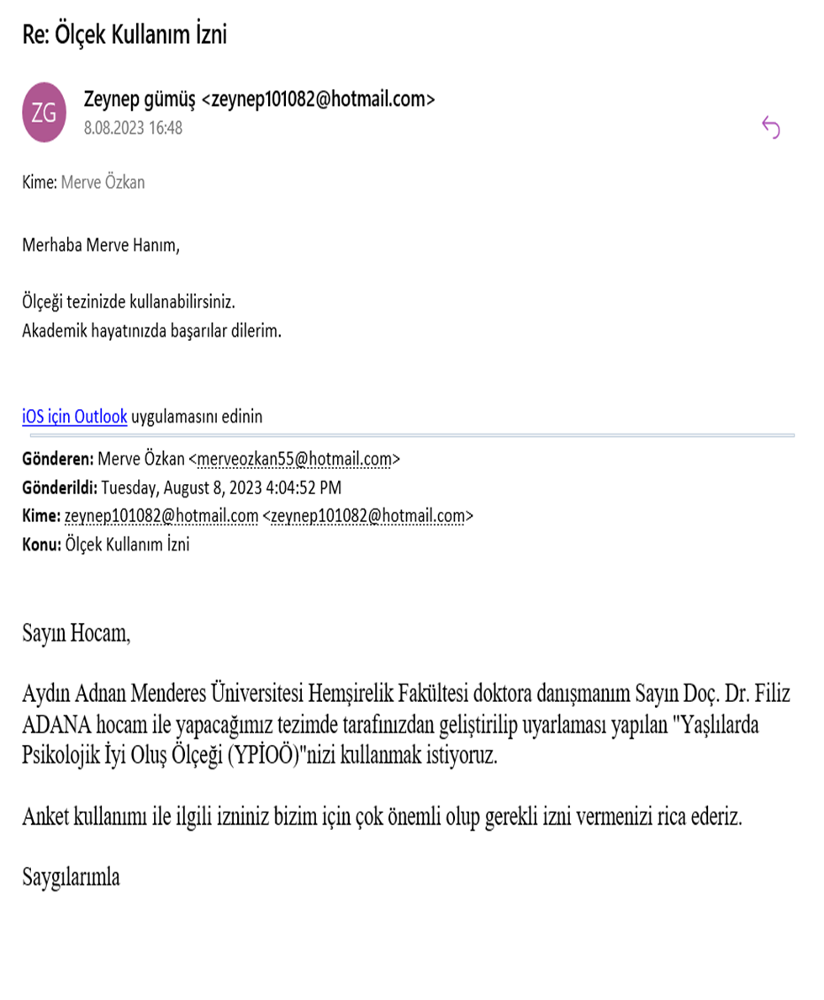 Re: Ölçek Kullanım İzni
ZG
Zeynep gümüş <zeynep101082@hotmail.com>
8.08.2023 16:48
Kime: Merve Özkan
Merhaba Merve Hanım,
Ölçeği tezinizde kullanabilirsiniz.
Akademik hayatınızda başarılar dilerim.
iOS için Outlook uygulamasını edinin
Gönderen: Merve Özkan <merveozkan55@hotmail.com>
Gönderildi: Tuesday, August 8, 2023 4:04:52 PM
Kime: zeynep101082@hotmail.com <zeynep101082@hotmail.com>
Konu: Ölçek Kullanım İzni
Sayın Hocam,
Aydın Adnan Menderes Üniversitesi Hemşirelik Fakültesi doktora danışmanım Sayın Doç. Dr. Filiz
ADANA hocam ile yapacağımız tezimde tarafınızdan geliştirilip uyarlaması yapılan "Yaşlılarda
Psikolojik İyi Oluş Ölçeği (YPİOÖ)"nizi kullanmak istiyoruz.
Anket kullanımı ile ilgili izniniz bizim için çok önemli olup gerekli izni vermenizi rica ederiz.
Saygılarımla